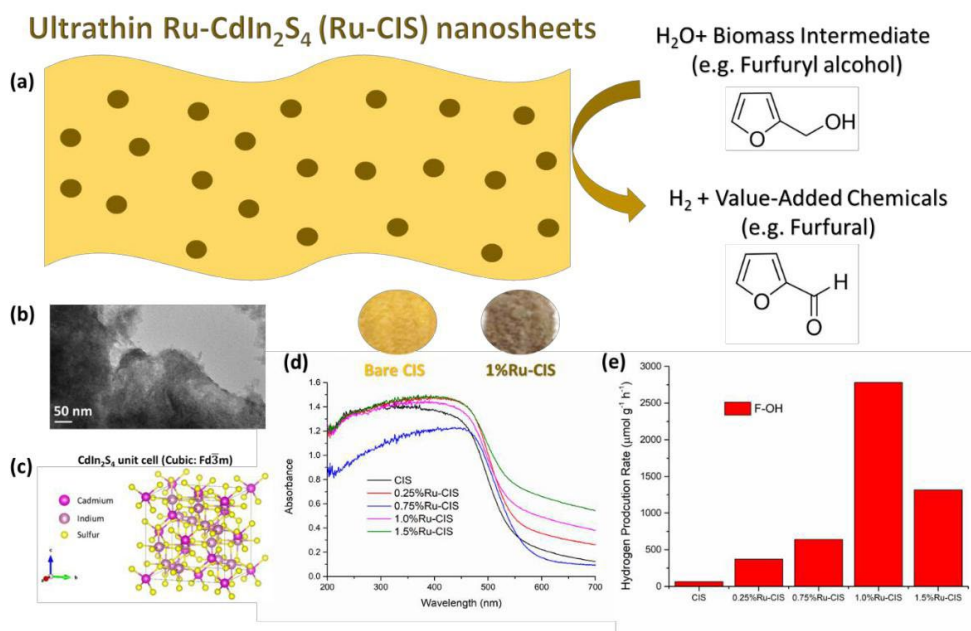 Ultrathin Ru-CdIn₂S₄ (Ru-CIS) nanosheets
(a)
H₂O+ Biomass Intermediate
(e.g. Furfuryl alcohol)
O
OH
H₂ + Value-Added Chemicals
(e.g. Furfural)
O
H
O
(b)
50 nm
Bare CIS
1%Ru-CIS
(c)
CdIn₂S₄ unit cell (Cubic: Fd3̅m)
Cadmium
Indium
Sulfur
(d)
Absorbance
1.6
1.4
1.2
1.0
0.8
0.6
0.4
0.2
0.0
CIS
0.25%Ru-CIS
0.75%Ru-CIS
1.0%Ru-CIS
1.5%Ru-CIS
200
300
400
500
600
700
Wavelength (nm)
(e)
Hydrogen Prodcution Rate (μmol g⁻¹ h⁻¹)
3000
2500
2000
1500
1000
500
0
F-OH
CIS
0.25%Ru-CIS
0.75%Ru-CIS
1.0%Ru-CIS
1.5%Ru-CIS